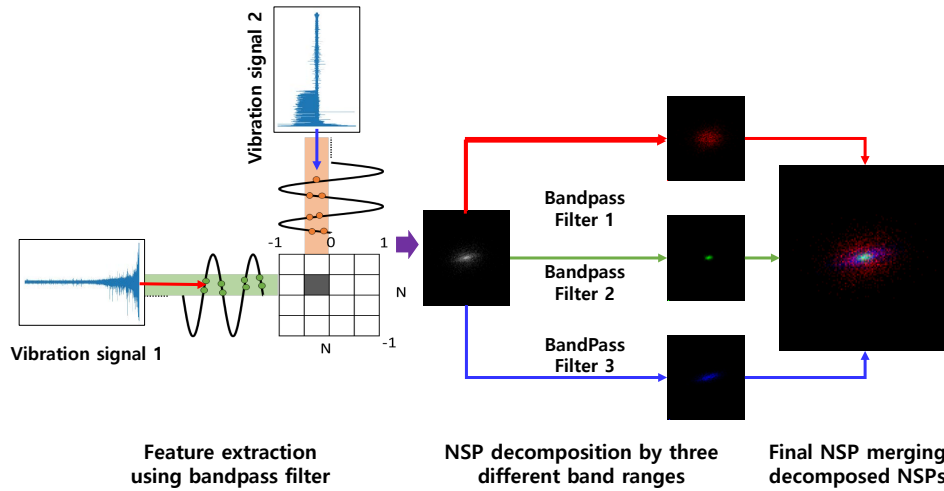 Vibration signal 2
-1
0
1
N
-1
N
Vibration signal 1
Bandpass
Filter 1
Bandpass
Filter 2
BandPass
Filter 3
Feature extraction
using bandpass filter
NSP decomposition by three
different band ranges
Final NSP merging
decomposed NSPs